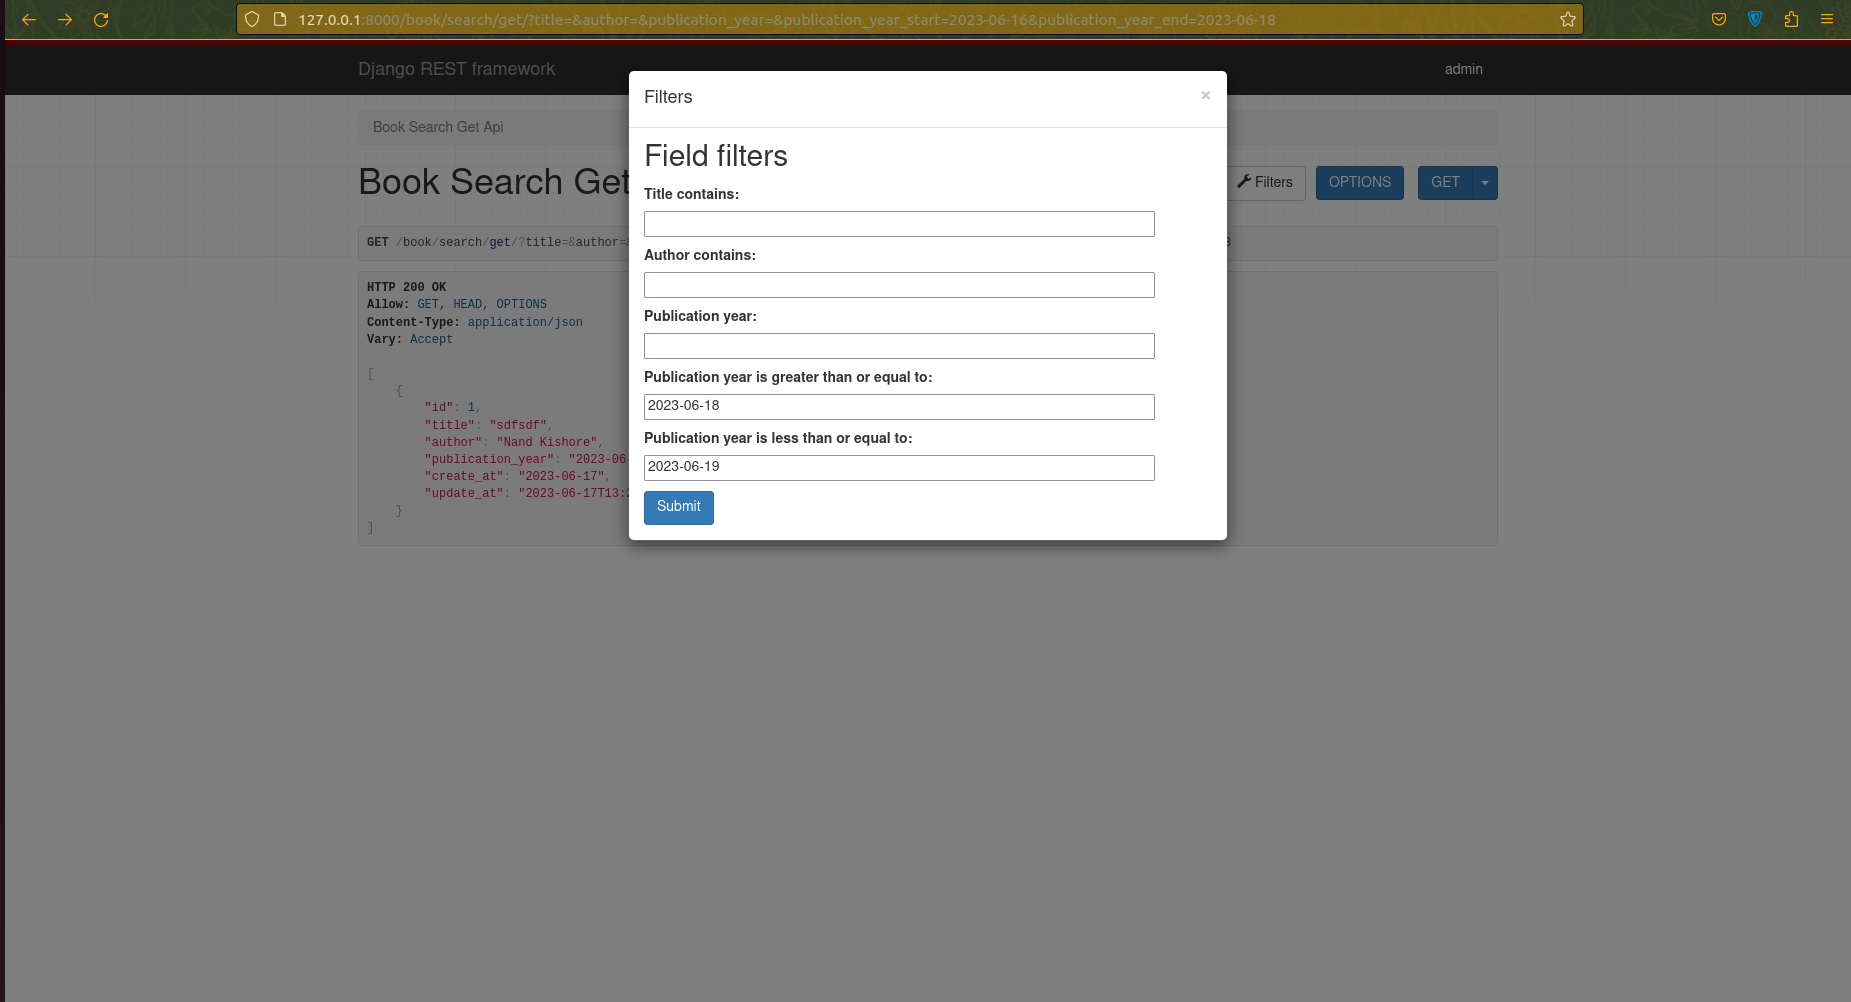 127.0.0.1:8000/book/search/get/?title=&author=&publication_year=&publication_year_start=2023-06-16&publication_year_end=2023-06-18
Django REST framework
admin
Book Search Get Api
Book Search Get
Filters
OPTIONS
GET
GET /book/search/get/?title=&author=
HTTP 200 OK
Allow: GET, HEAD, OPTIONS
Content-Type: application/json
Vary: Accept
[
{
"id": 1,
"title": "sdfsdf",
"author": "Nand Kishore",
"publication_year": "2023-06
"create_at": "2023-06-17",
"update_at": "2023-06-17T13:
}
]
Filters ×
Field filters
Title contains:
Author contains:
Publication year:
Publication year is greater than or equal to:
2023-06-18
Publication year is less than or equal to:
2023-06-19
Submit